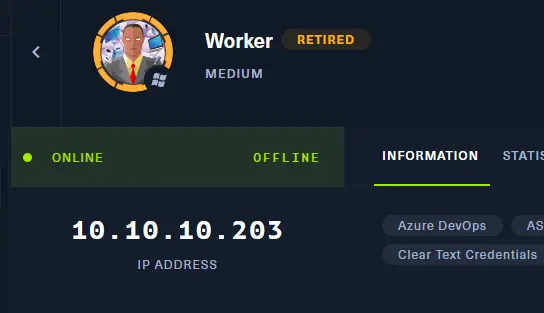 Worker RETIRED
MEDIUM
ONLINE OFFLINE
INFORMATION STATIS
10.10.10.203
IP ADDRESS
Azure DevOps AS
Clear Text Credentials